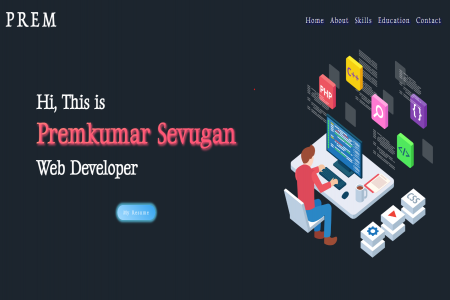 PREM
Home About Skills Education Contact
Hi, This is
Premkumar Sevugan
Web Developer
My Resume
PHP
C++
{}
</>
CSS